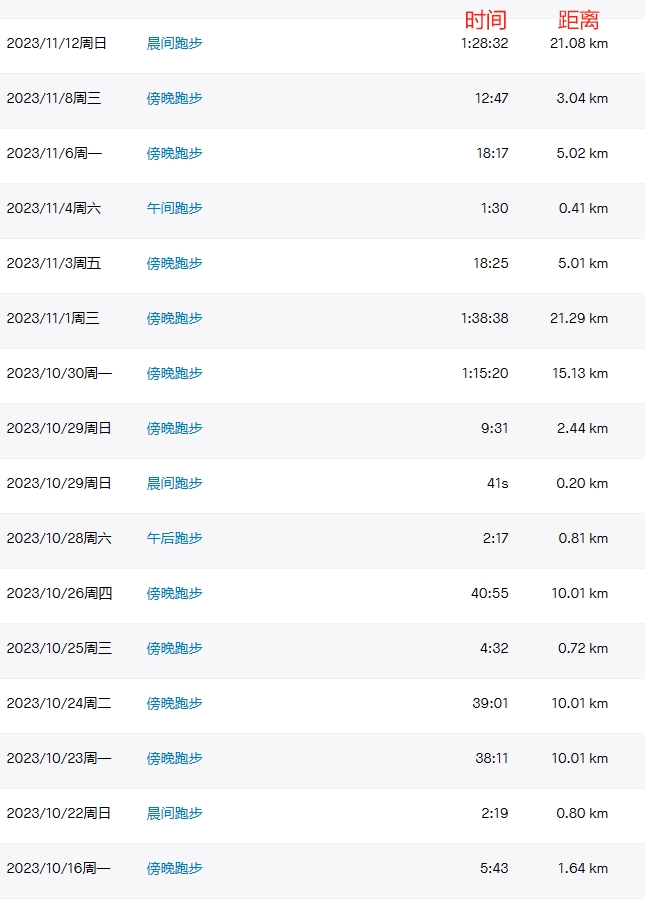 时间 距离
2023/11/12周日 晨间跑步 1:28:32 21.08 km
2023/11/8周三 傍晚跑步 12:47 3.04 km
2023/11/6周一 傍晚跑步 18:17 5.02 km
2023/11/4周六 午间跑步 1:30 0.41 km
2023/11/3周五 傍晚跑步 18:25 5.01 km
2023/11/1周三 傍晚跑步 1:38:38 21.29 km
2023/10/30周一 傍晚跑步 1:15:20 15.13 km
2023/10/29周日 傍晚跑步 9:31 2.44 km
2023/10/29周日 晨间跑步 41s 0.20 km
2023/10/28周六 午后跑步 2:17 0.81 km
2023/10/26周四 傍晚跑步 40:55 10.01 km
2023/10/25周三 傍晚跑步 4:32 0.72 km
2023/10/24周二 傍晚跑步 39:01 10.01 km
2023/10/23周一 傍晚跑步 38:11 10.01 km
2023/10/22周日 晨间跑步 2:19 0.80 km
2023/10/16周一 傍晚跑步 5:43 1.64 km